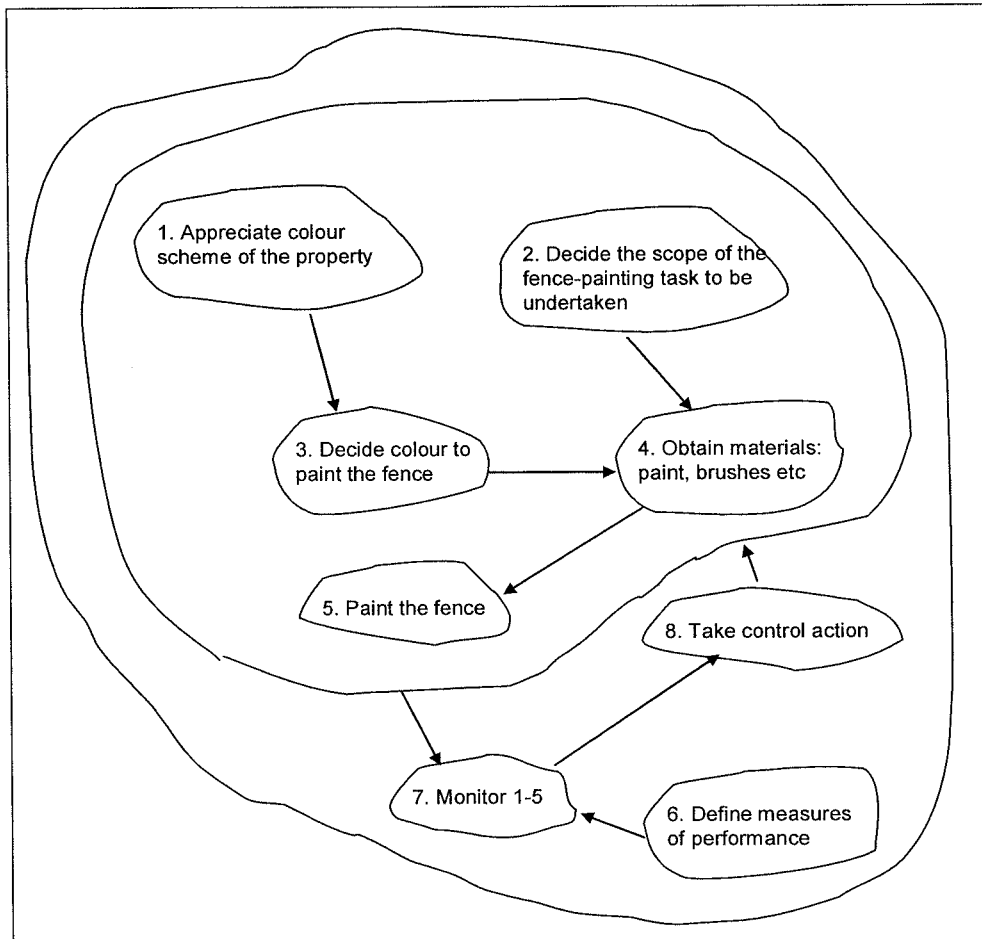 1. Appreciate colour
scheme of the property
2. Decide the scope of the
fence-painting task to be
undertaken
3. Decide colour to
paint the fence
4. Obtain materials:
paint, brushes etc
5. Paint the fence
8. Take control action
7. Monitor 1-5
6. Define measures
of performance